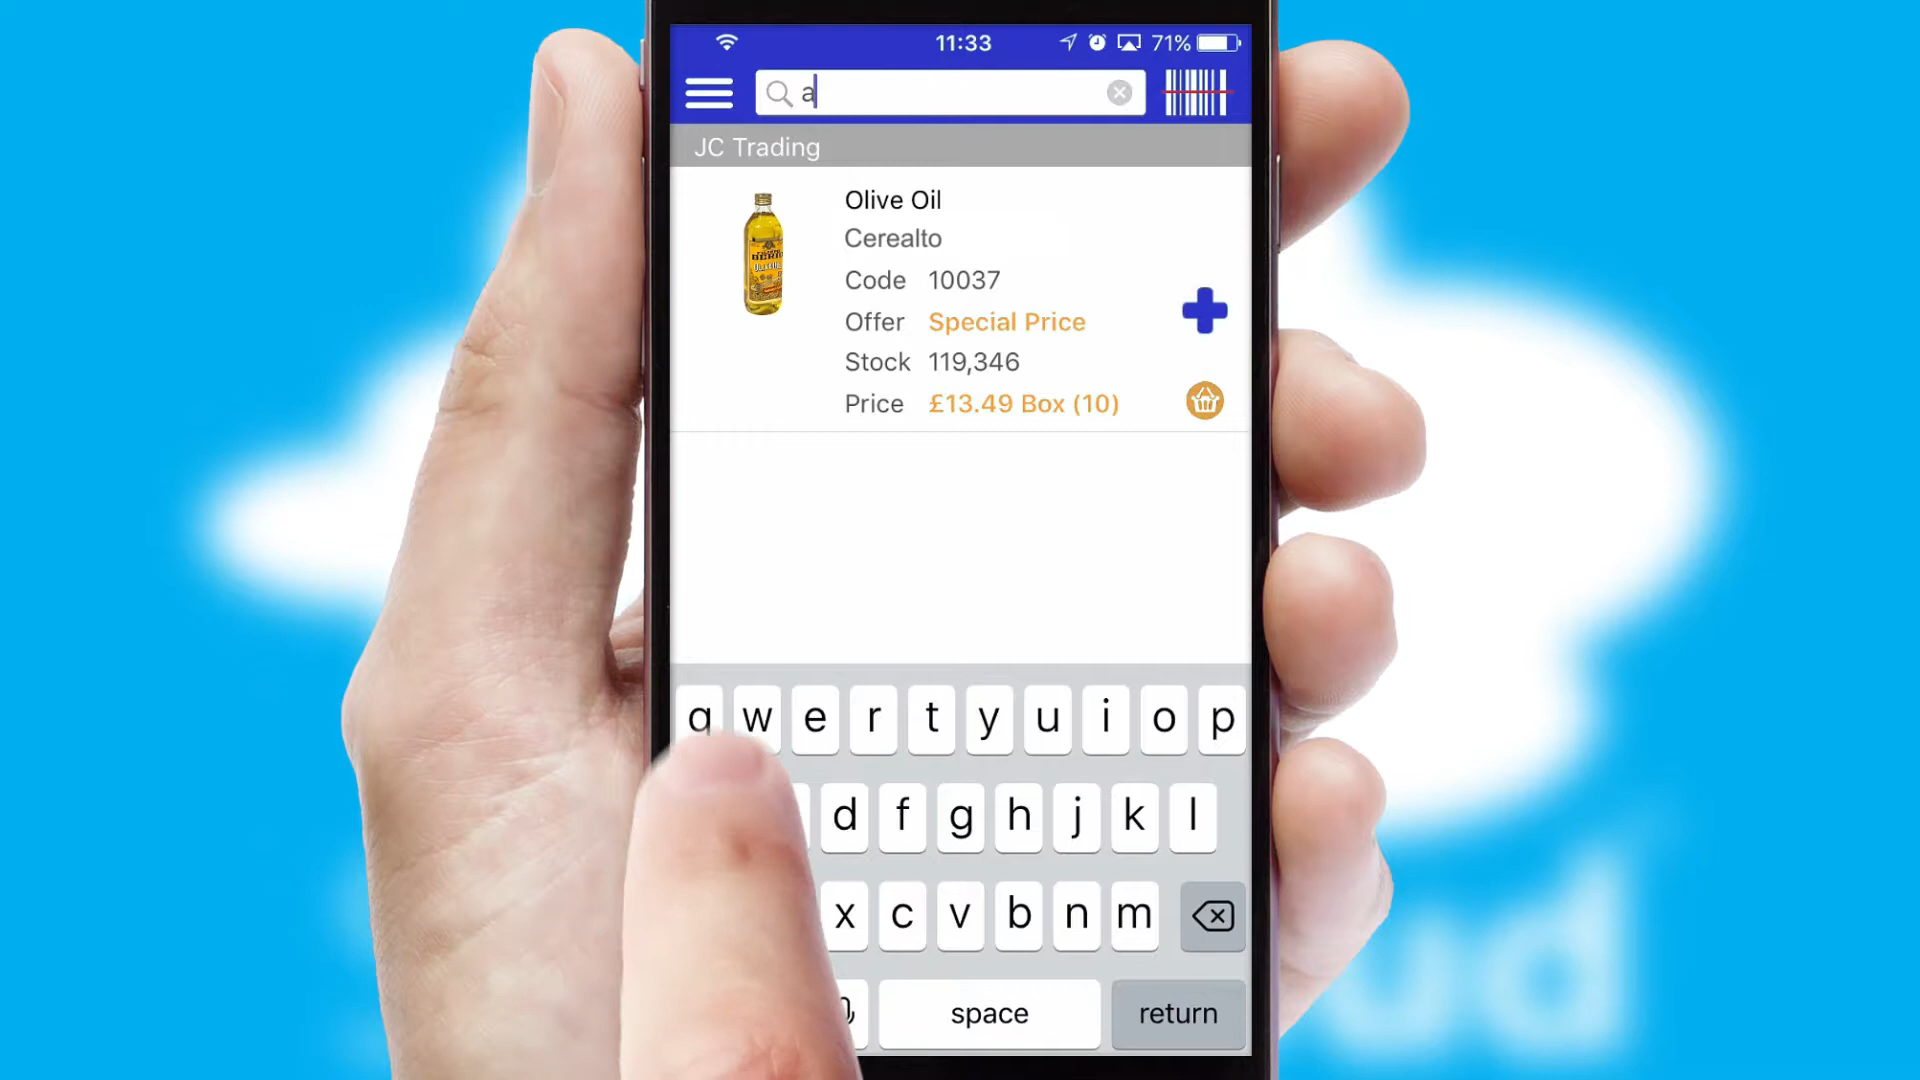 11:33
71%
a
JC Trading
Olive Oil
Cerealto
Code 10037
Offer Special Price
Stock 119,346
Price £13.49 Box (10)
q w e r t y u i o p
d f g h j k l
x c v b n m
space return
ud